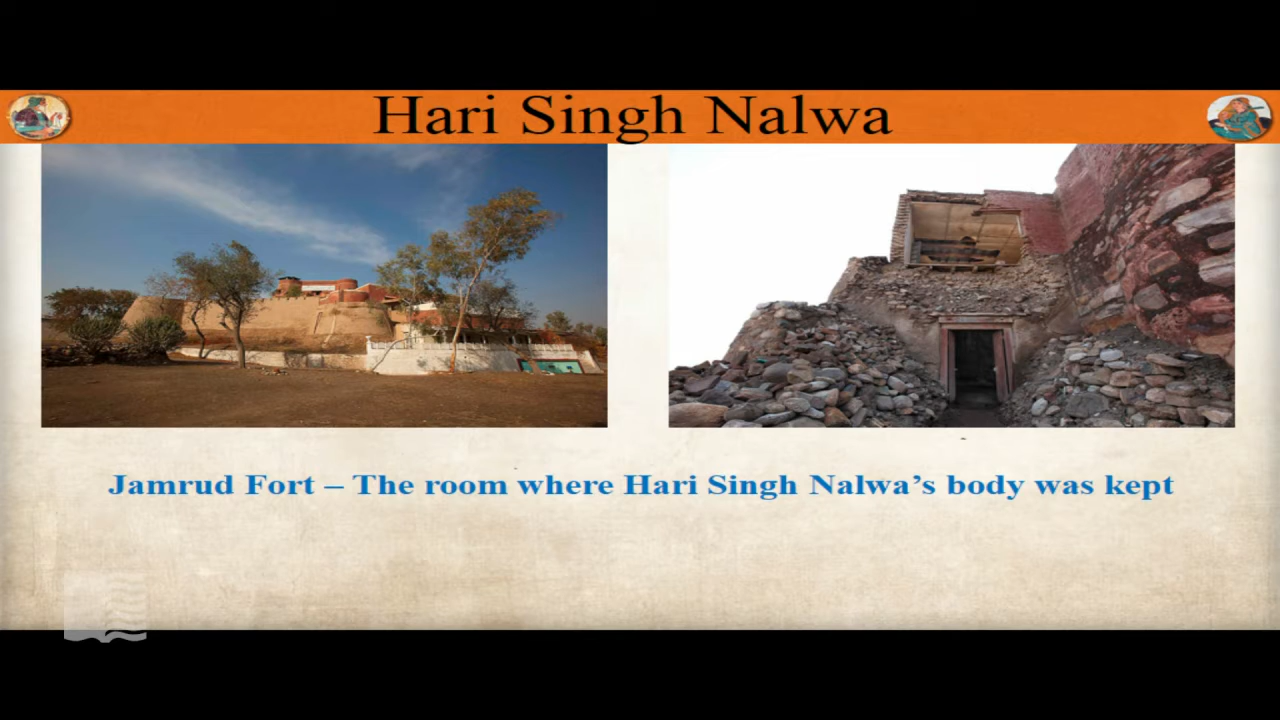 Hari Singh Nalwa
Jamrud Fort – The room where Hari Singh Nalwa’s body was kept